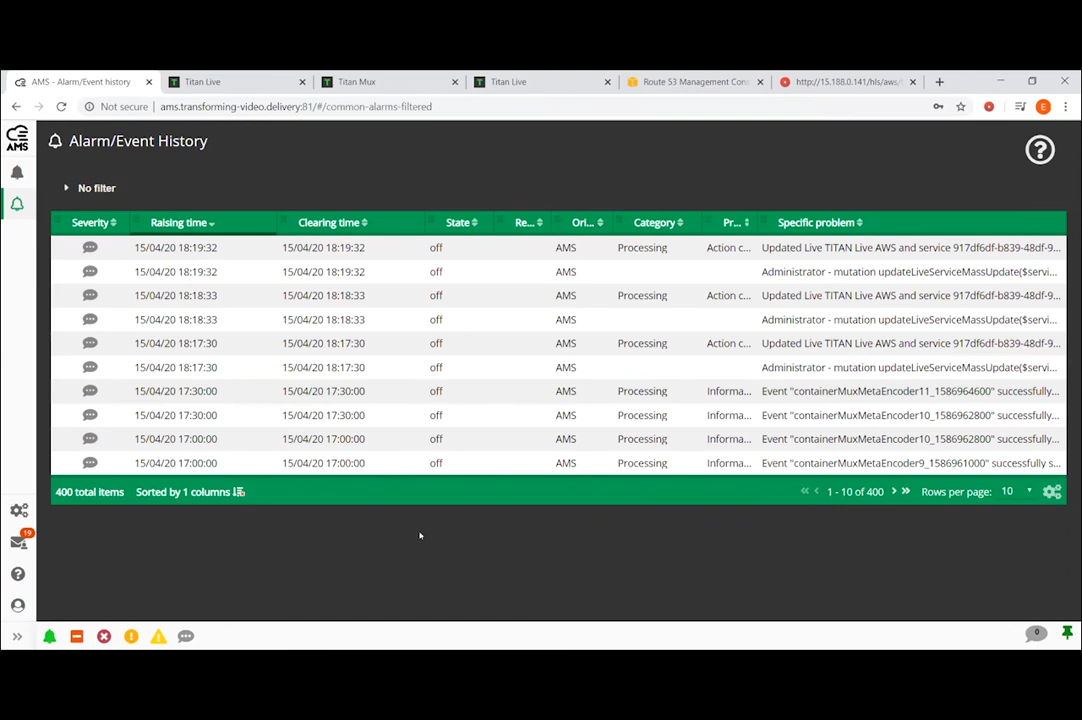 AMS - Alarm/Event history Titan Live Titan Mux Titan Live Route 53 Management Con http://15.188.0.141/hls/aws/
Not secure ams.transforming-video.delivery:81/#/common-alarms-filtered E
AMS Alarm/Event History ?
No filter
Severity Raising time Clearing time State Re... Ori... Category Pr... Specific problem
15/04/20 18:19:32 15/04/20 18:19:32 off AMS Processing Action c... Updated Live TITAN Live AWS and service 917df6df-b839-48df-9...
15/04/20 18:19:32 15/04/20 18:19:32 off AMS Administrator - mutation updateLiveServiceMassUpdate($servi...
15/04/20 18:18:33 15/04/20 18:18:33 off AMS Processing Action c... Updated Live TITAN Live AWS and service 917df6df-b839-48df-9...
15/04/20 18:18:33 15/04/20 18:18:33 off AMS Administrator - mutation updateLiveServiceMassUpdate($servi...
15/04/20 18:17:30 15/04/20 18:17:30 off AMS Processing Action c... Updated Live TITAN Live AWS and service 917df6df-b839-48df-9...
15/04/20 18:17:30 15/04/20 18:17:30 off AMS Administrator - mutation updateLiveServiceMassUpdate($servi...
15/04/20 17:30:00 15/04/20 17:30:00 off AMS Processing Informa... Event "containerMuxMetaEncoder11_1586964600" successfully...
15/04/20 17:30:00 15/04/20 17:30:00 off AMS Processing Informa... Event "containerMuxMetaEncoder10_1586962800" successfully...
15/04/20 17:00:00 15/04/20 17:00:00 off AMS Processing Informa... Event "containerMuxMetaEncoder10_1586962800" successfully...
15/04/20 17:00:00 15/04/20 17:00:00 off AMS Processing Informa... Event "containerMuxMetaEncoder9_1586961000" successfully s...
400 total items Sorted by 1 columns 1 - 10 of 400 Rows per page: 10
19
?
0